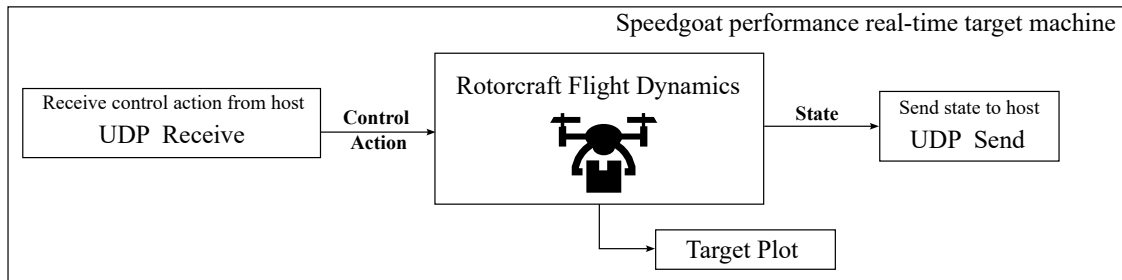 Speedgoat performance real-time target machine
Receive control action from host
UDP Receive
Control
Action
Rotorcraft Flight Dynamics
State
Send state to host
UDP Send
Target Plot